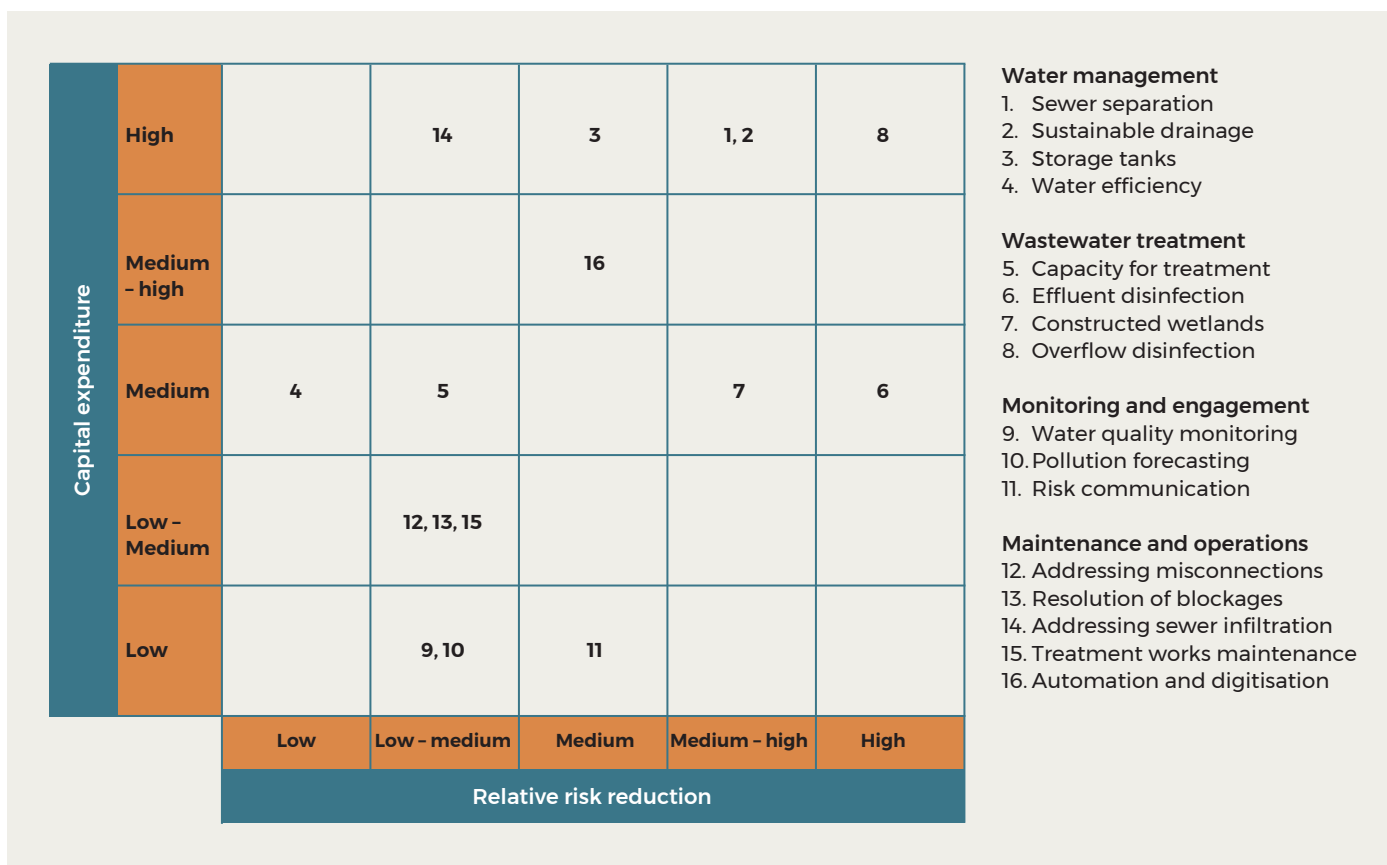 Capital expenditure
High
14
3
1, 2
8
Medium
– high
16
Medium
4
5
7
6
Low –
Medium
12, 13, 15
Low
9, 10
11
Low
Low – medium
Medium
Medium – high
High
Relative risk reduction
Water management
1. Sewer separation
2. Sustainable drainage
3. Storage tanks
4. Water efficiency
Wastewater treatment
5. Capacity for treatment
6. Effluent disinfection
7. Constructed wetlands
8. Overflow disinfection
Monitoring and engagement
9. Water quality monitoring
10. Pollution forecasting
11. Risk communication
Maintenance and operations
12. Addressing misconnections
13. Resolution of blockages
14. Addressing sewer infiltration
15. Treatment works maintenance
16. Automation and digitisation